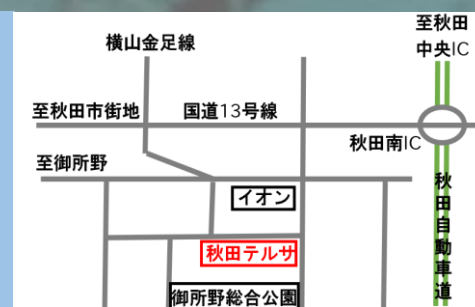 至秋田
中央IC
横山金足線
至秋田市街地
国道13号線
秋田南IC
至御所野
秋田自動車道
イオン
秋田テルサ
御所野総合公園